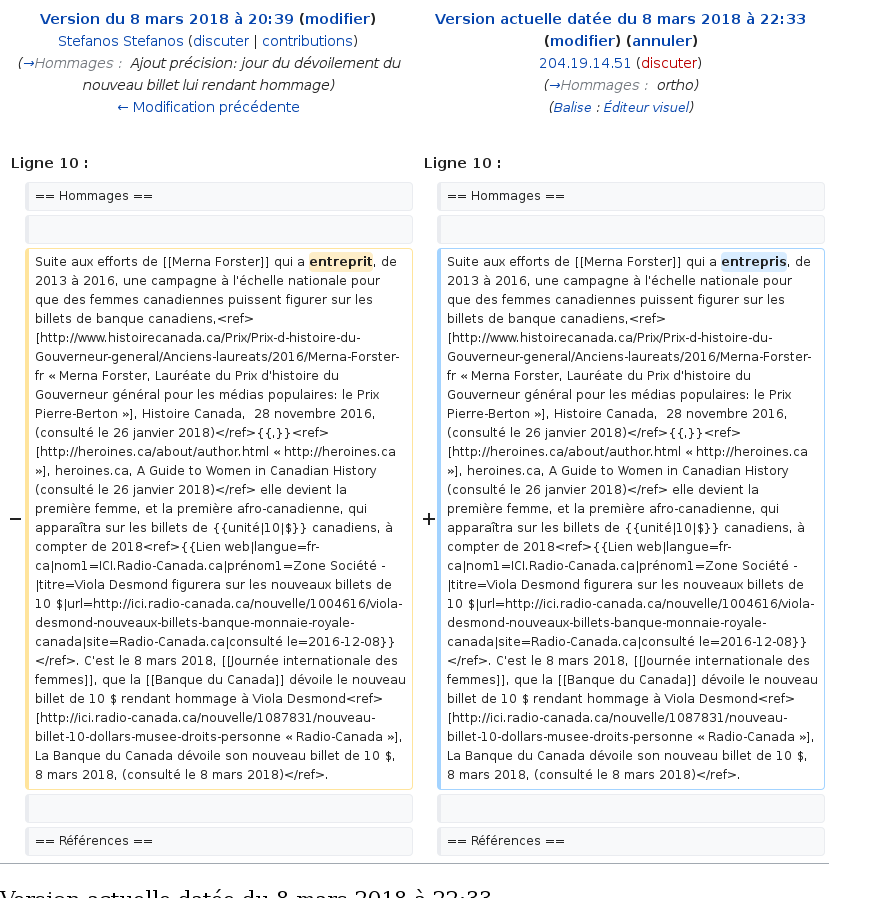 Version du 8 mars 2018 à 20:39 (modifier)
Stefanos Stefanos (discuter | contributions)
(→Hommages : Ajout précision: jour du dévoilement du
nouveau billet lui rendant hommage)
← Modification précédente
Version actuelle datée du 8 mars 2018 à 22:33
(modifier) (annuler)
204.19.14.51 (discuter)
(→Hommages : ortho)
(Balise : Éditeur visuel)
Ligne 10 :
Ligne 10 :
== Hommages ==
== Hommages ==
−
Suite aux efforts de [[Merna Forster]] qui a entreprit, de
2013 à 2016, une campagne à l'échelle nationale pour
que des femmes canadiennes puissent figurer sur les
billets de banque canadiens,<ref>
[http://www.histoirecanada.ca/Prix/Prix-d-histoire-du-
Gouverneur-general/Anciens-laureats/2016/Merna-Forster-
fr « Merna Forster, Lauréate du Prix d'histoire du
Gouverneur général pour les médias populaires: le Prix
Pierre-Berton »], Histoire Canada,  28 novembre 2016,
(consulté le 26 janvier 2018)</ref>{{,}}<ref>
[http://heroines.ca/about/author.html « http://heroines.ca
»], heroines.ca, A Guide to Women in Canadian History
(consulté le 26 janvier 2018)</ref> elle devient la
première femme, et la première afro-canadienne, qui
apparaîtra sur les billets de {{unité|10|$}} canadiens, à
compter de 2018<ref>{{Lien web|langue=fr-
ca|nom1=ICI.Radio-Canada.ca|prénom1=Zone Société -
|titre=Viola Desmond figurera sur les nouveaux billets de
10 $|url=http://ici.radio-canada.ca/nouvelle/1004616/viola-
desmond-nouveaux-billets-banque-monnaie-royale-
canada|site=Radio-Canada.ca|consulté le=2016-12-08}}
</ref>. C'est le 8 mars 2018, [[Journée internationale des
femmes]], que la [[Banque du Canada]] dévoile le nouveau
billet de 10 $ rendant hommage à Viola Desmond<ref>
[http://ici.radio-canada.ca/nouvelle/1087831/nouveau-
billet-10-dollars-musee-droits-personne « Radio-Canada »],
La Banque du Canada dévoile son nouveau billet de 10 $,
8 mars 2018, (consulté le 8 mars 2018)</ref>.
+
Suite aux efforts de [[Merna Forster]] qui a entrepris, de
2013 à 2016, une campagne à l'échelle nationale pour
que des femmes canadiennes puissent figurer sur les
billets de banque canadiens,<ref>
[http://www.histoirecanada.ca/Prix/Prix-d-histoire-du-
Gouverneur-general/Anciens-laureats/2016/Merna-Forster-
fr « Merna Forster, Lauréate du Prix d'histoire du
Gouverneur général pour les médias populaires: le Prix
Pierre-Berton »], Histoire Canada,  28 novembre 2016,
(consulté le 26 janvier 2018)</ref>{{,}}<ref>
[http://heroines.ca/about/author.html « http://heroines.ca
»], heroines.ca, A Guide to Women in Canadian History
(consulté le 26 janvier 2018)</ref> elle devient la
première femme, et la première afro-canadienne, qui
apparaîtra sur les billets de {{unité|10|$}} canadiens, à
compter de 2018<ref>{{Lien web|langue=fr-
ca|nom1=ICI.Radio-Canada.ca|prénom1=Zone Société -
|titre=Viola Desmond figurera sur les nouveaux billets de
10 $|url=http://ici.radio-canada.ca/nouvelle/1004616/viola-
desmond-nouveaux-billets-banque-monnaie-royale-
canada|site=Radio-Canada.ca|consulté le=2016-12-08}}
</ref>. C'est le 8 mars 2018, [[Journée internationale des
femmes]], que la [[Banque du Canada]] dévoile le nouveau
billet de 10 $ rendant hommage à Viola Desmond<ref>
[http://ici.radio-canada.ca/nouvelle/1087831/nouveau-
billet-10-dollars-musee-droits-personne « Radio-Canada »],
La Banque du Canada dévoile son nouveau billet de 10 $,
8 mars 2018, (consulté le 8 mars 2018)</ref>.
== Références ==
== Références ==
Version actuelle datée du 8 mars 2018 à 22:33